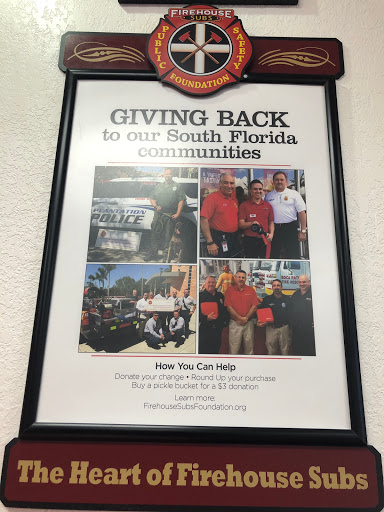 FIREHOUSE
SUBS
PUBLIC SAFETY
FOUNDATION
GIVING BACK
to our South Florida
communities
PLANTATION
POLICE
How You Can Help
Donate your change • Round Up your purchase
Buy a pickle bucket for a $3 donation
Learn more:
FirehouseSubsFoundation.org
The Heart of Firehouse Subs